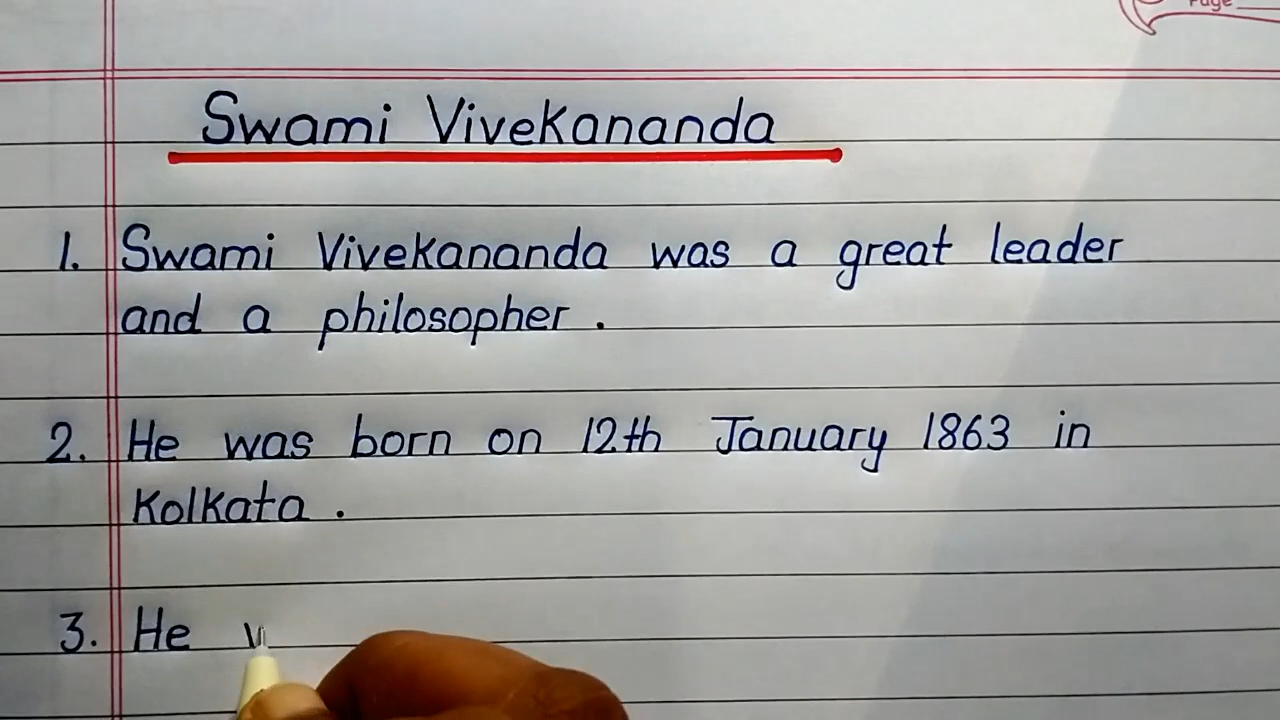 Page
Swami Vivekananda
1. Swami Vivekananda was a great leader
and a philosopher.
2. He was born on 12th January 1863 in
Kolkata.
3. He